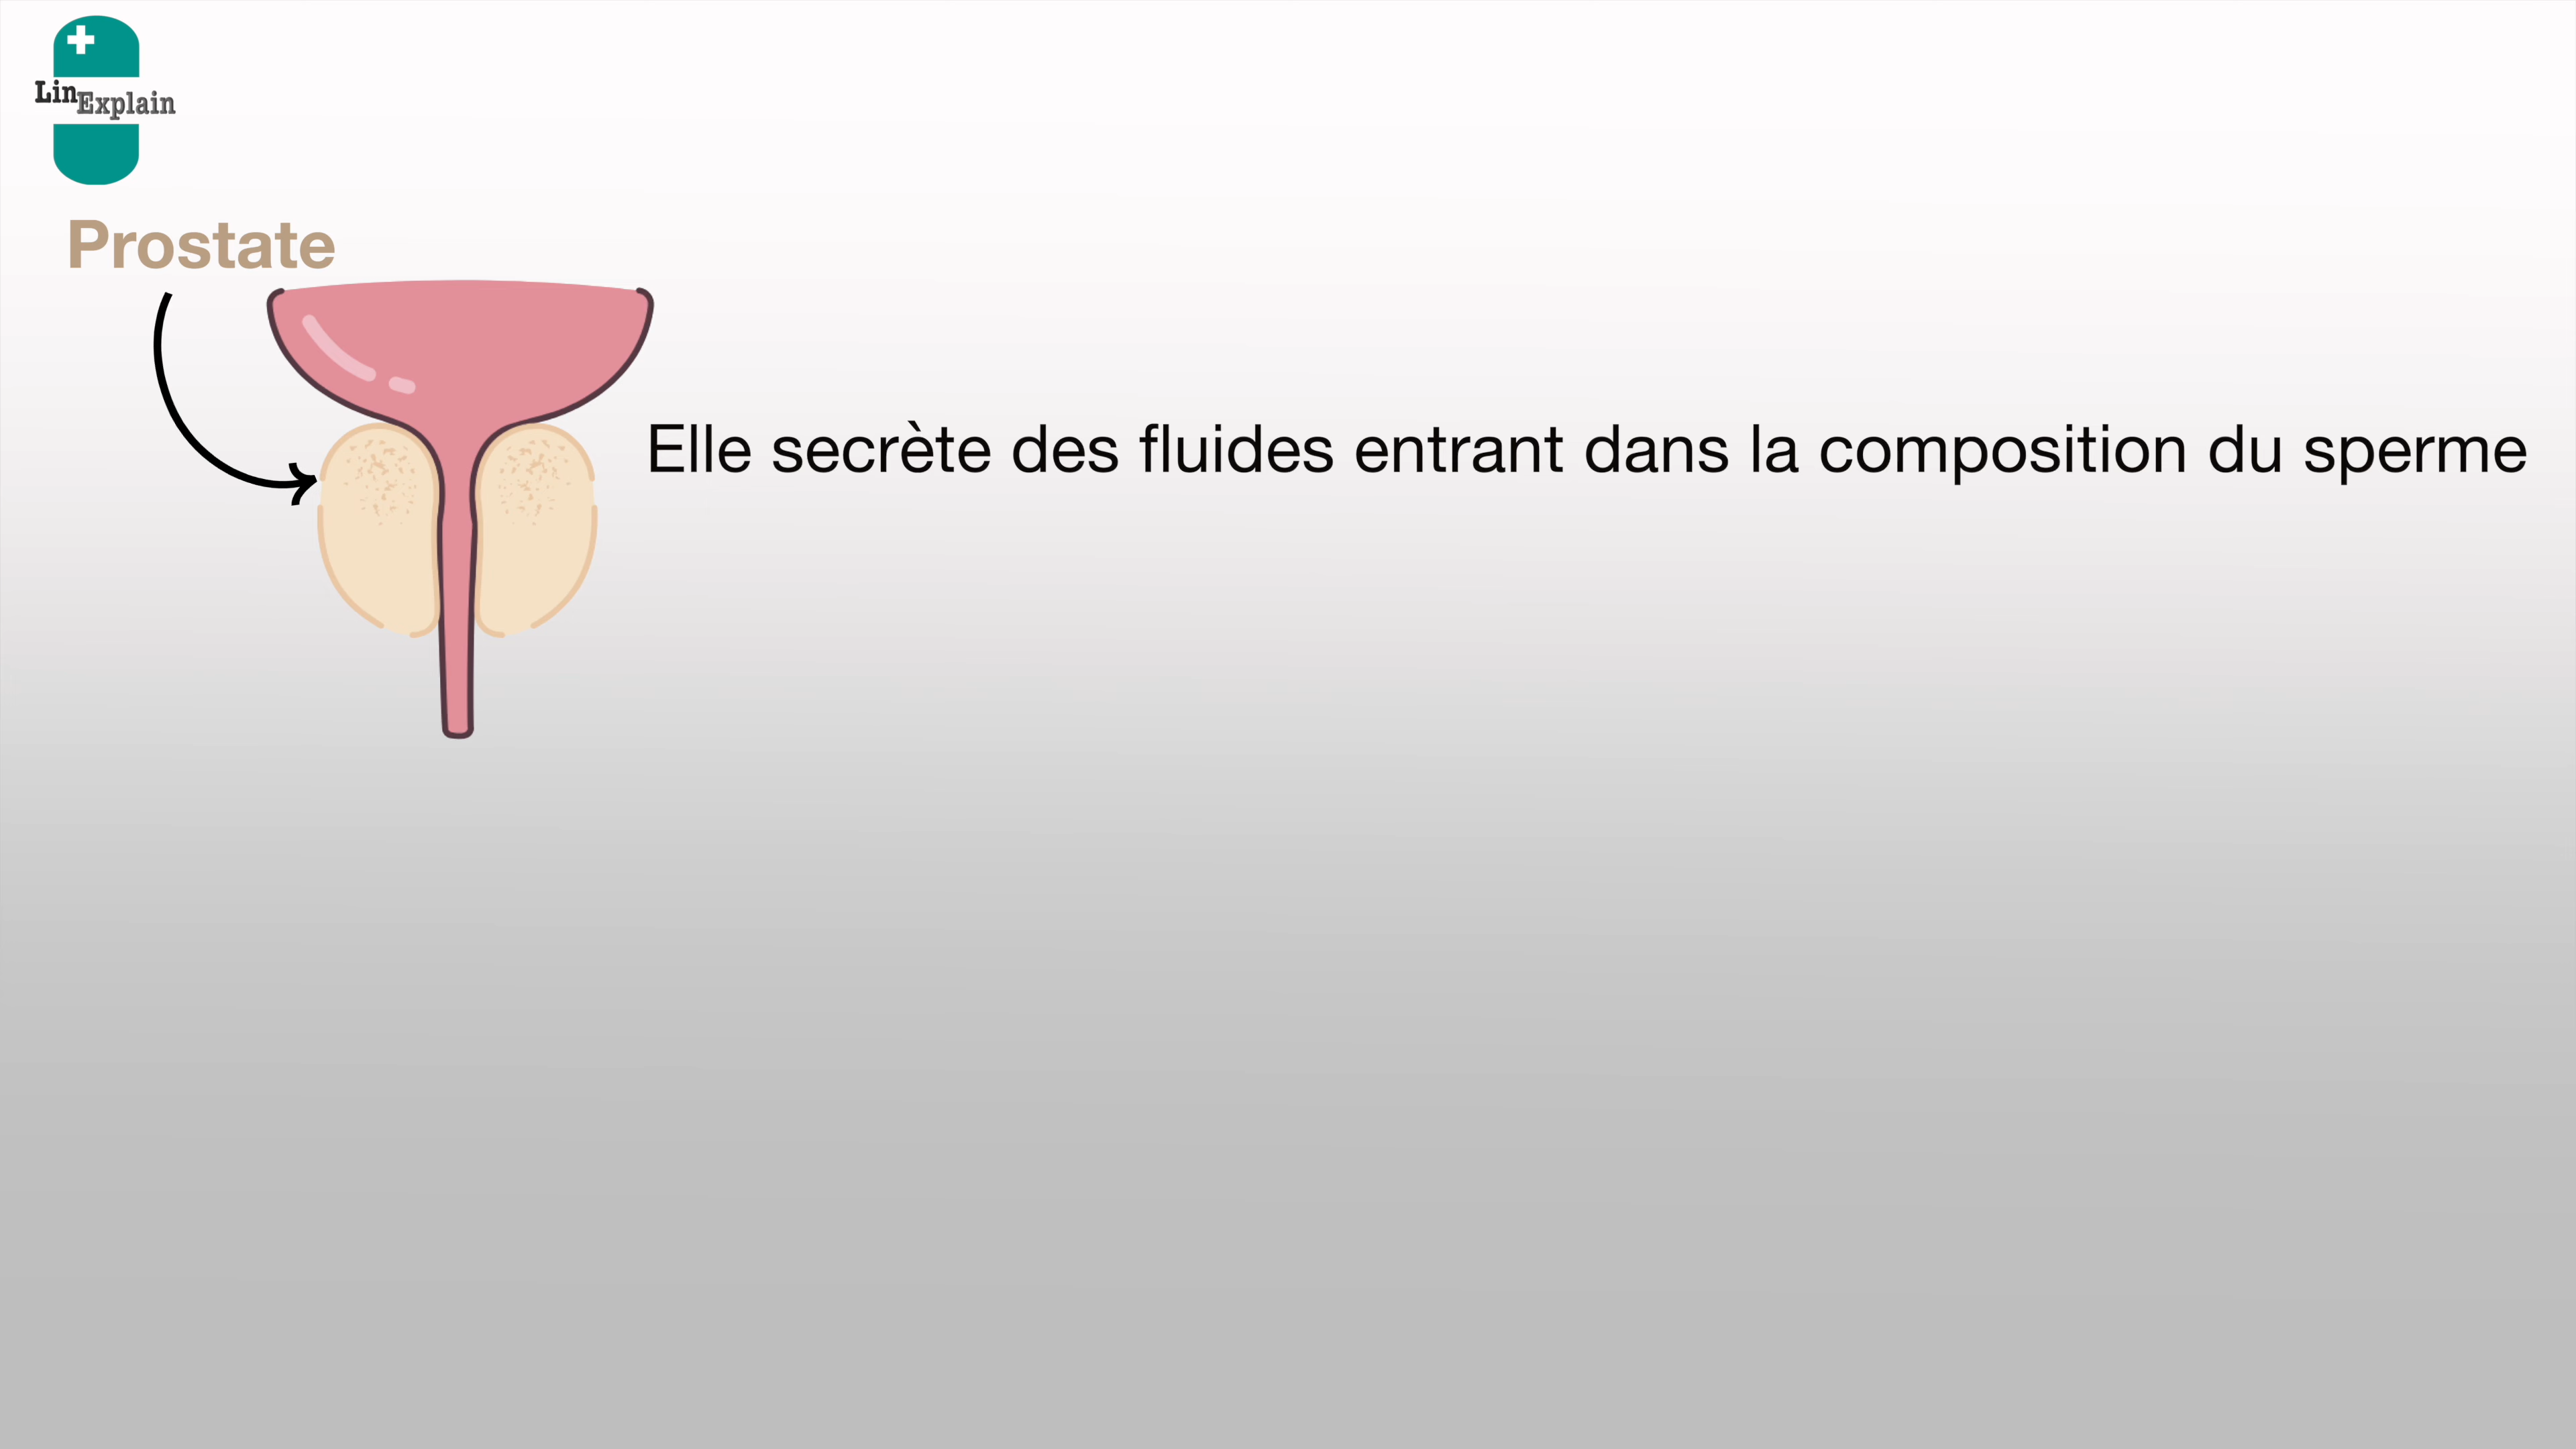 LinExplain
Prostate
Elle secrète des fluides entrant dans la composition du sperme